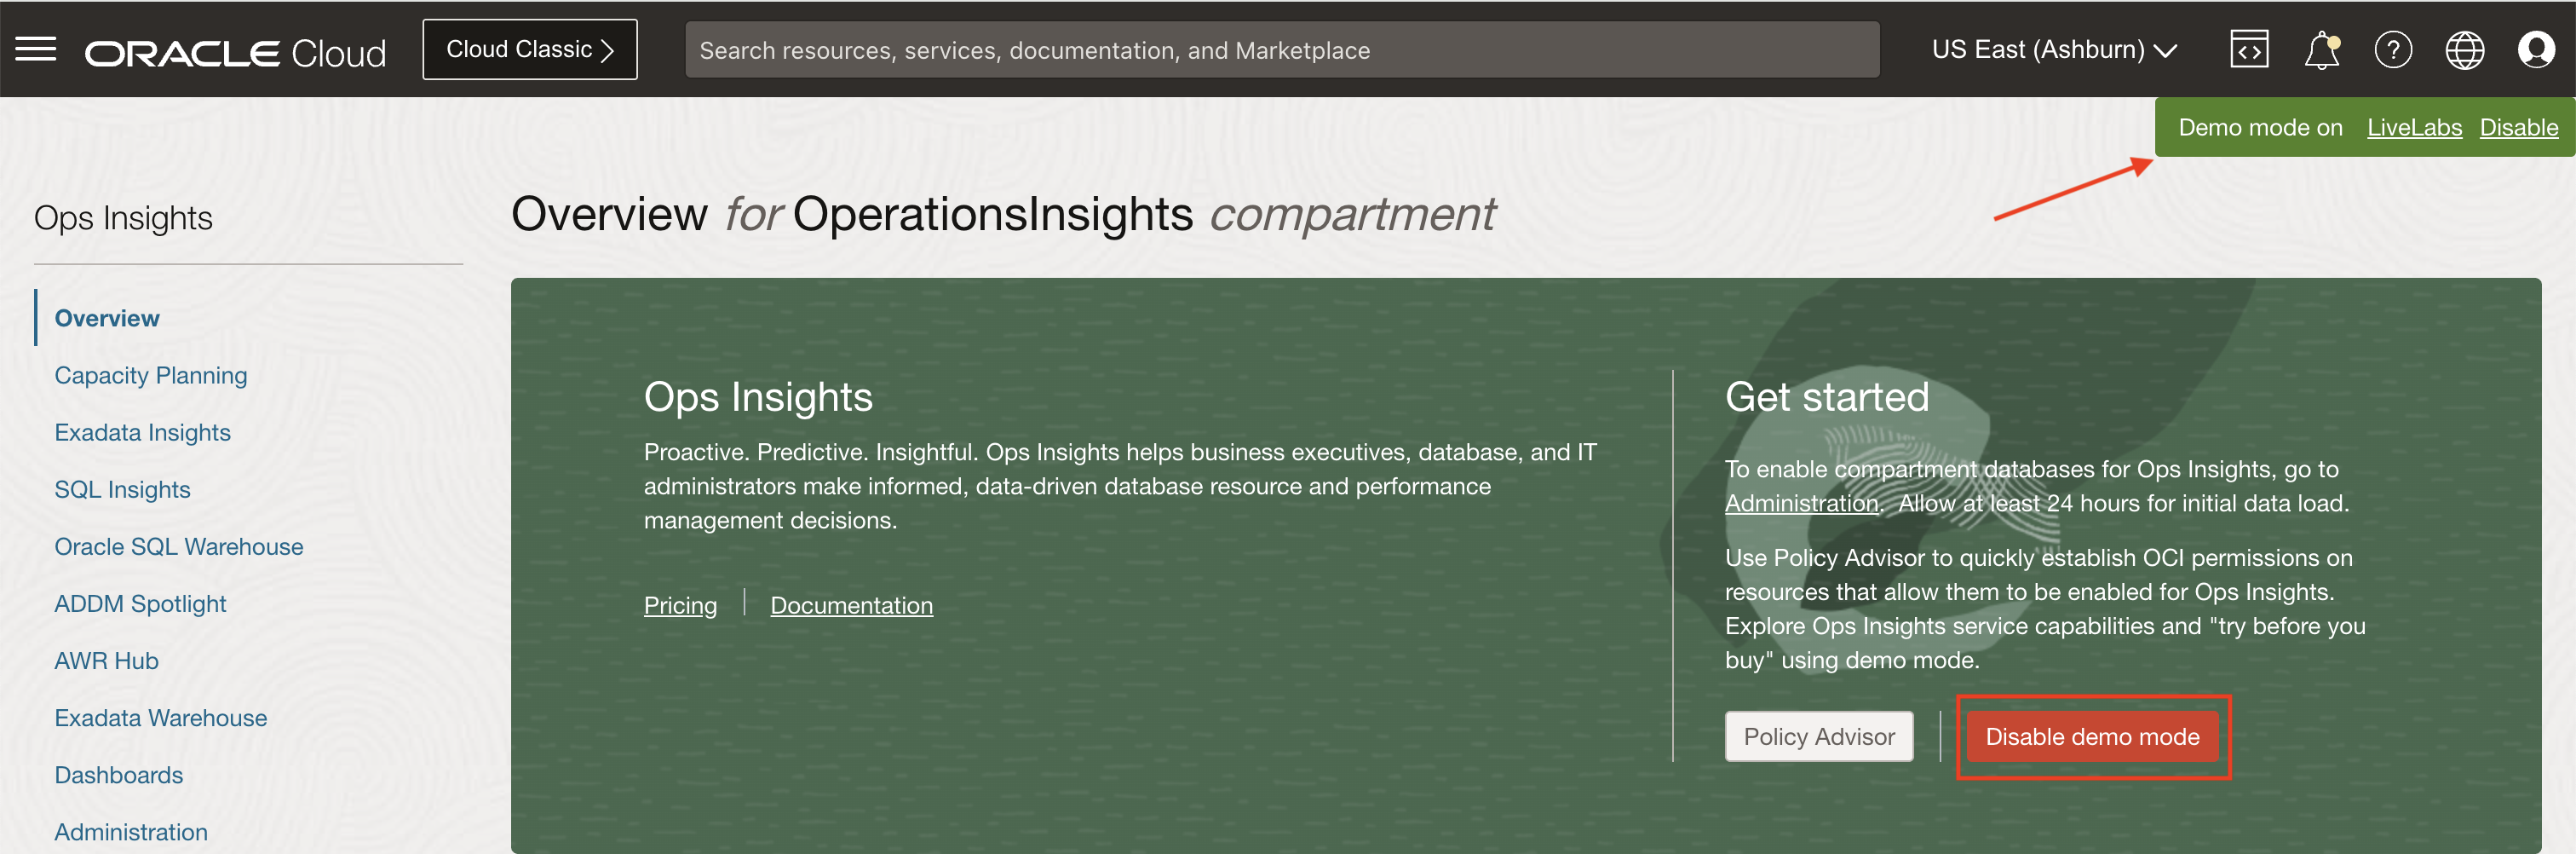 ORACLE Cloud
Cloud Classic
Search resources, services, documentation, and Marketplace
US East (Ashburn)
Demo mode on LiveLabs Disable
Ops Insights
Overview
Capacity Planning
Exadata Insights
SQL Insights
Oracle SQL Warehouse
ADDM Spotlight
AWR Hub
Exadata Warehouse
Dashboards
Administration
Overview for OperationsInsights compartment
Ops Insights
Proactive. Predictive. Insightful. Ops Insights helps business executives, database, and IT
administrators make informed, data-driven database resource and performance
management decisions.
Pricing
Documentation
Get started
To enable compartment databases for Ops Insights, go to
Administration. Allow at least 24 hours for initial data load.
Use Policy Advisor to quickly establish OCI permissions on
resources that allow them to be enabled for Ops Insights.
Explore Ops Insights service capabilities and "try before you
buy" using demo mode.
Policy Advisor
Disable demo mode